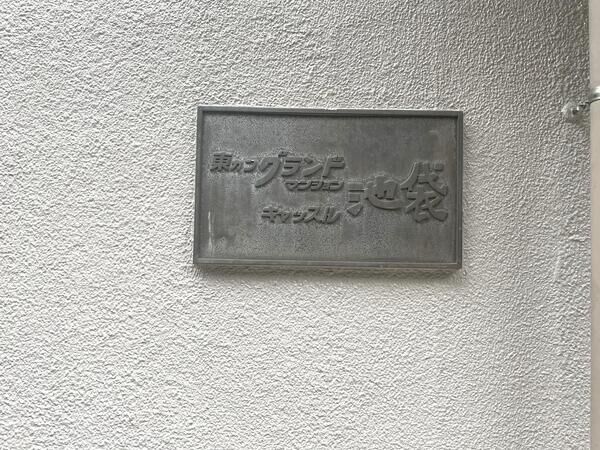 東カン グランド
マンション
キャッスル 池袋